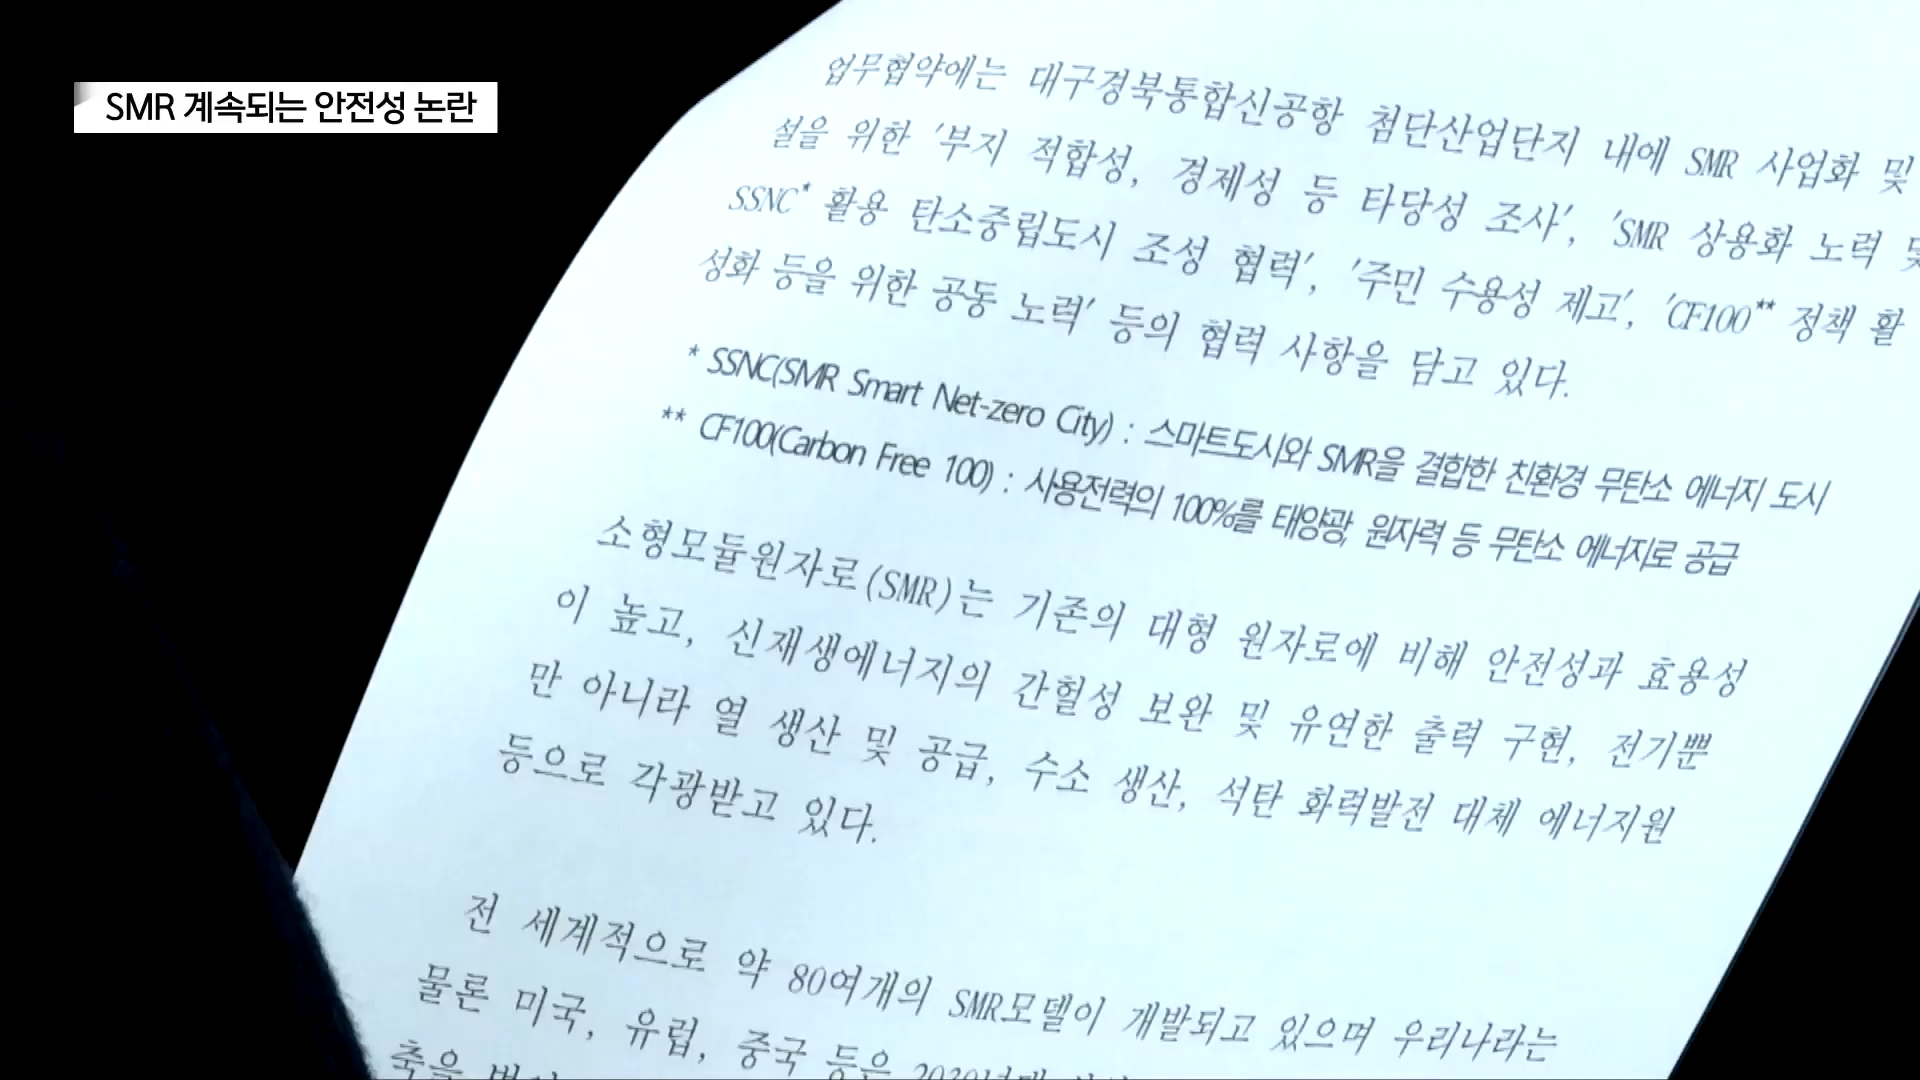 SMR 계속되는 안전성 논란
업무협약에는 대구경북통합신공항 첨단산업단지 내에 SMR 사업화 및
설을 위한 '부지 적합성, 경제성 등 타당성 조사', 'SMR 상용화 노력 및
SSNC* 활용 탄소중립도시 조성 협력', '주민 수용성 제고', 'CF100** 정책 활
성화 등을 위한 공동 노력' 등의 협력 사항을 담고 있다.
* SSNC(SMR Smart Net-zero City) : 스마트도시와 SMR을 결합한 친환경 무탄소 에너지 도시
** CF100(Carbon Free 100) : 사용전력의 100%를 태양광, 원자력 등 무탄소 에너지로 공급
소형모듈원자로(SMR)는 기존의 대형 원자로에 비해 안전성과 효용성
이 높고, 신재생에너지의 간헐성 보완 및 유연한 출력 구현, 전기뿐
만 아니라 열 생산 및 공급, 수소 생산, 석탄 화력발전 대체 에너지원
등으로 각광받고 있다.
전 세계적으로 약 80여개의 SMR모델이 개발되고 있으며 우리나라는
물론 미국, 유럽, 중국 등은
축을